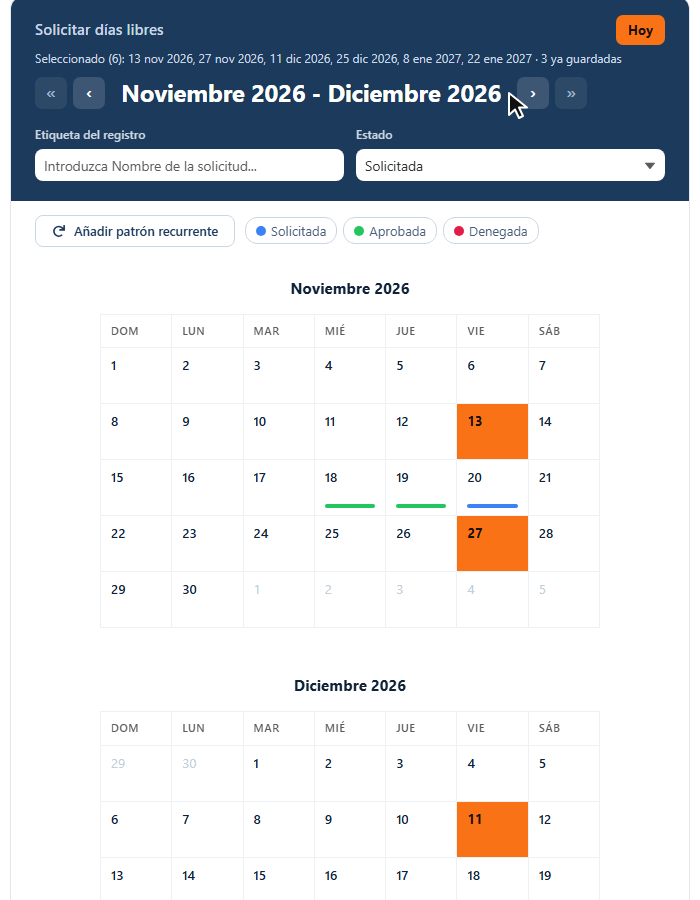 Solicitar días libres
Hoy
Seleccionado (6): 13 nov 2026, 27 nov 2026, 11 dic 2026, 25 dic 2026, 8 ene 2027, 22 ene 2027 · 3 ya guardadas
« ‹ Noviembre 2026 - Diciembre 2026 › »
Etiqueta del registro Estado
Introduzca Nombre de la solicitud... Solicitada
Añadir patrón recurrente Solicitada Aprobada Denegada
Noviembre 2026
DOM LUN MAR MIÉ JUE VIE SÁB
1 2 3 4 5 6 7
8 9 10 11 12 13 14
15 16 17 18 19 20 21
22 23 24 25 26 27 28
29 30 1 2 3 4 5
Diciembre 2026
DOM LUN MAR MIÉ JUE VIE SÁB
29 30 1 2 3 4 5
6 7 8 9 10 11 12
13 14 15 16 17 18 19